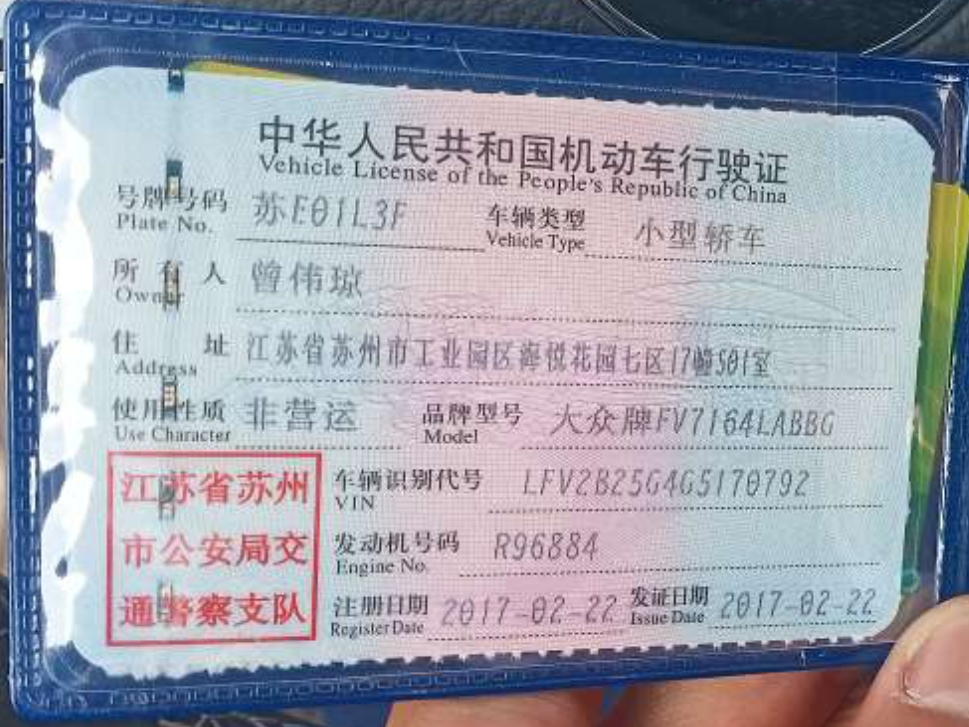 中华人民共和国机动车行驶证
Vehicle License of the People's Republic of China
号牌号码 苏E01L3F 车辆类型 小型轿车
Plate No. Vehicle Type
所有人 曾伟琼
Owner
住址 江苏省苏州市工业园区海悦花园七区17幢501室
Address
使用性质 非营运 品牌型号 大众牌FV7164LABBG
Use Character Model
江苏省苏州 车辆识别代号 LFV2B25G4G5170792
VIN
市公安局交 发动机号码 R96884
Engine No.
通警察支队 注册日期 2017-02-22 发证日期 2017-02-22
Register Date Issue Date